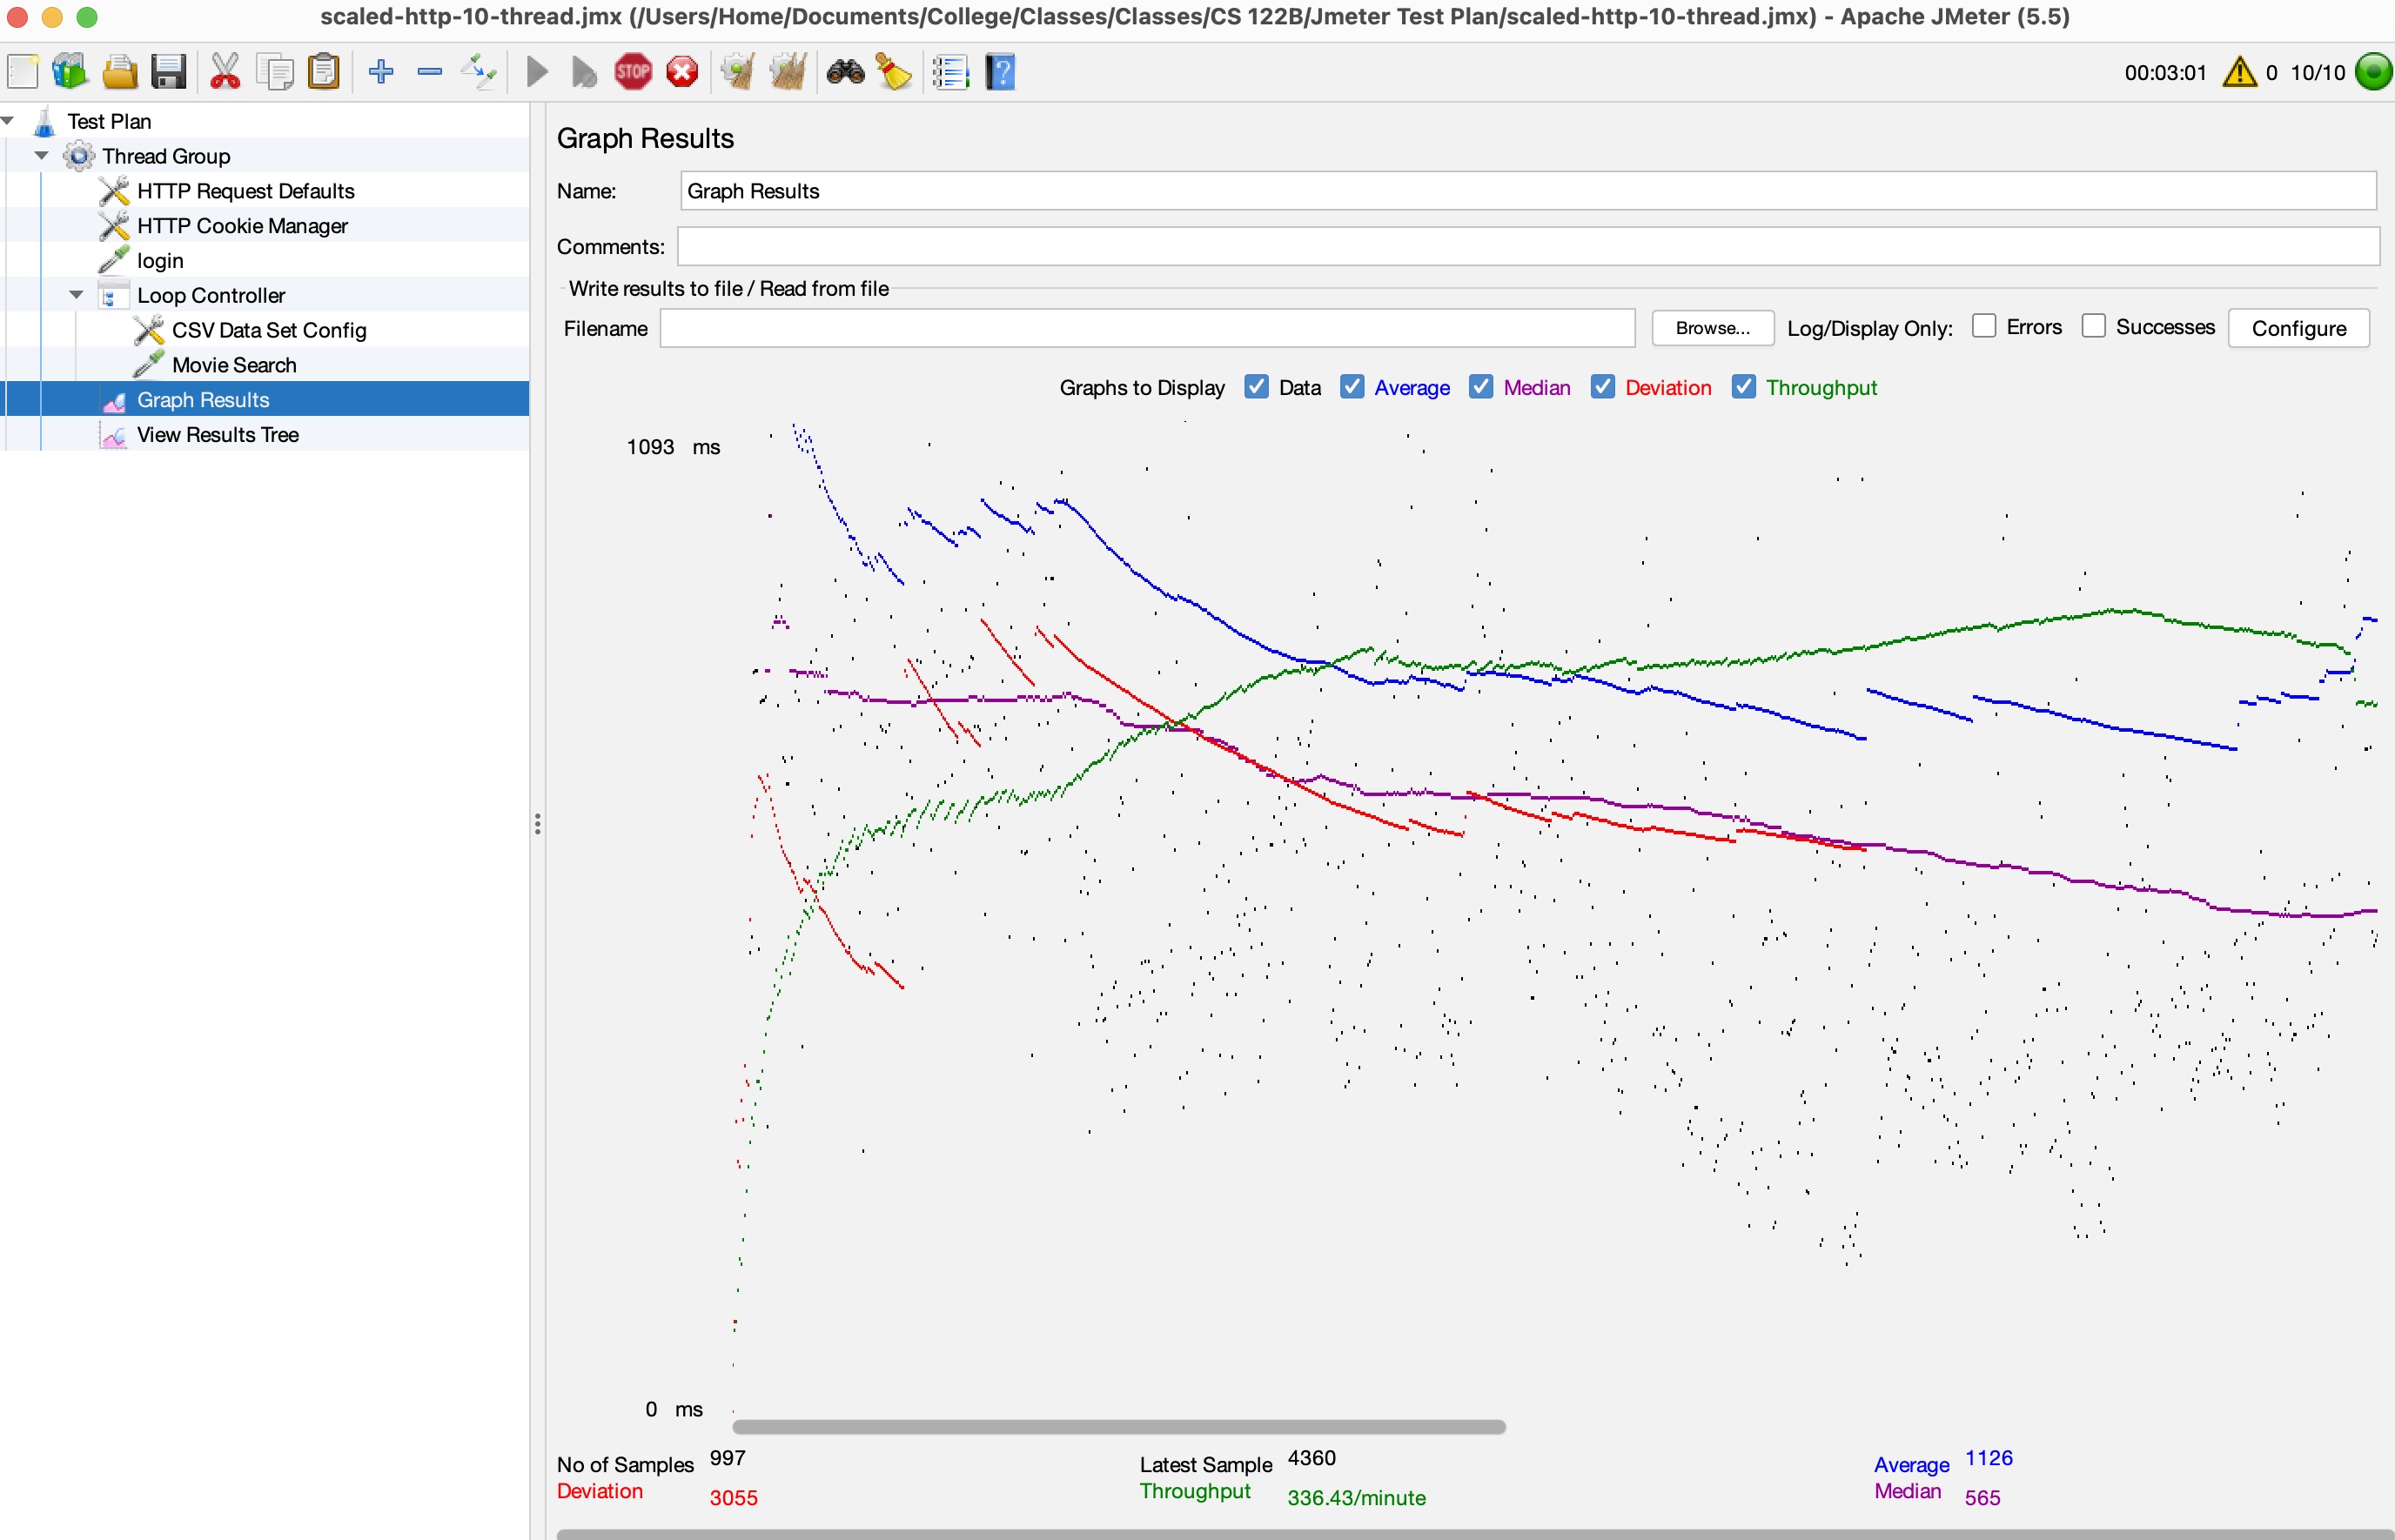 scaled-http-10-thread.jmx (/Users/Home/Documents/College/Classes/Classes/CS 122B/Jmeter Test Plan/scaled-http-10-thread.jmx) - Apache JMeter (5.5)
STOP
?
00:03:01 0 10/10
Test Plan
Thread Group
HTTP Request Defaults
HTTP Cookie Manager
login
Loop Controller
CSV Data Set Config
Movie Search
Graph Results
View Results Tree
Graph Results
Name: Graph Results
Comments:
Write results to file / Read from file
Filename Browse... Log/Display Only: Errors Successes Configure
Graphs to Display Data Average Median Deviation Throughput
1093 ms
0 ms
No of Samples 997 Latest Sample 4360 Average 1126
Deviation 3055 Throughput 336.43/minute Median 565